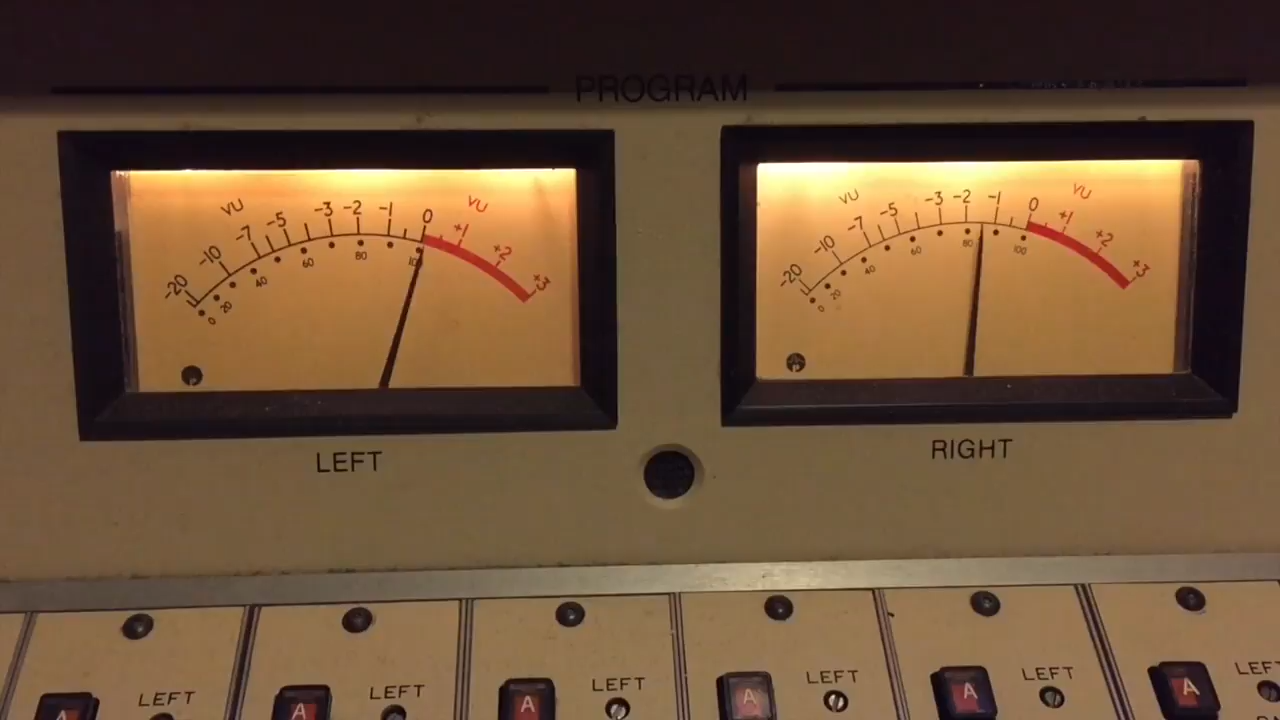 PROGRAM
VU VU
-20 -10 -7 -5 -3 -2 -1 0 +1 +2 +3
0 20 40 60 80
VU VU
-20 -10 -7 -5 -3 -2 -1 0 +1 +2 +3
0 20 40 60 80 100
LEFT
RIGHT
LEFT LEFT LEFT LEFT LEFT
A A A A A A